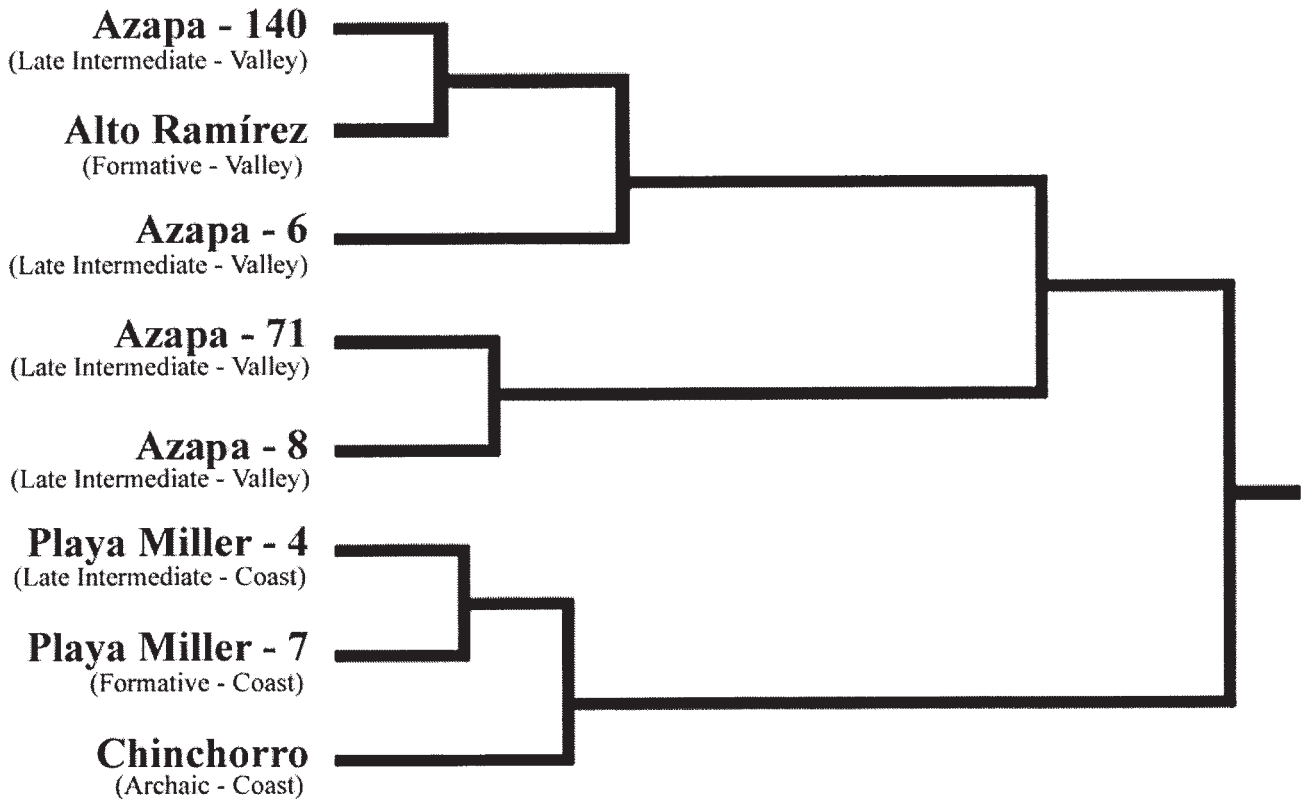 Azapa - 140
(Late Intermediate - Valley)
Alto Ramírez
(Formative - Valley)
Azapa - 6
(Late Intermediate - Valley)
Azapa - 71
(Late Intermediate - Valley)
Azapa - 8
(Late Intermediate - Valley)
Playa Miller - 4
(Late Intermediate - Coast)
Playa Miller - 7
(Formative - Coast)
Chinchorro
(Archaic - Coast)